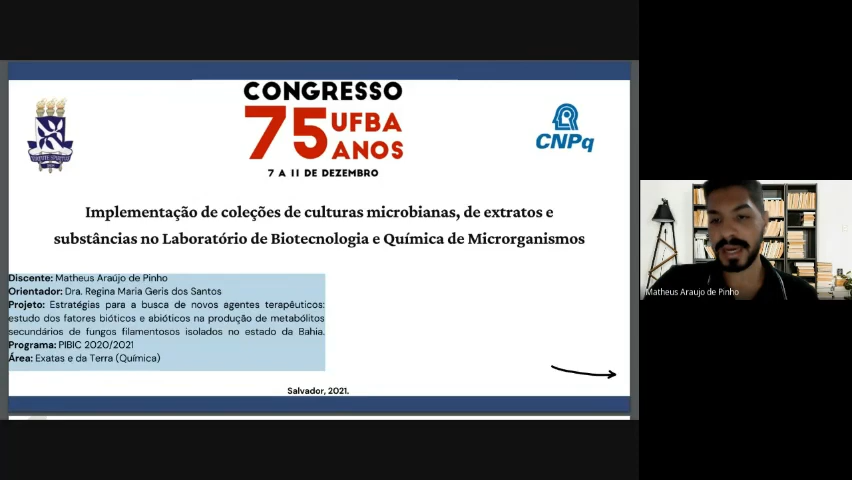 CONGRESSO
75 UFBA
ANOS
7 A 11 DE DEZEMBRO
CNPq
Implementação de coleções de culturas microbianas, de extratos e
substâncias no Laboratório de Biotecnologia e Química de Microrganismos
Discente: Matheus Araújo de Pinho
Orientador: Dra. Regina Maria Geris dos Santos
Projeto: Estratégias para a busca de novos agentes terapêuticos:
estudo dos fatores bióticos e abióticos na produção de metabólitos
secundários de fungos filamentosos isolados no estado da Bahia.
Programa: PIBIC 2020/2021
Área: Exatas e da Terra (Química)
Salvador, 2021.
Matheus Araujo de Pinho